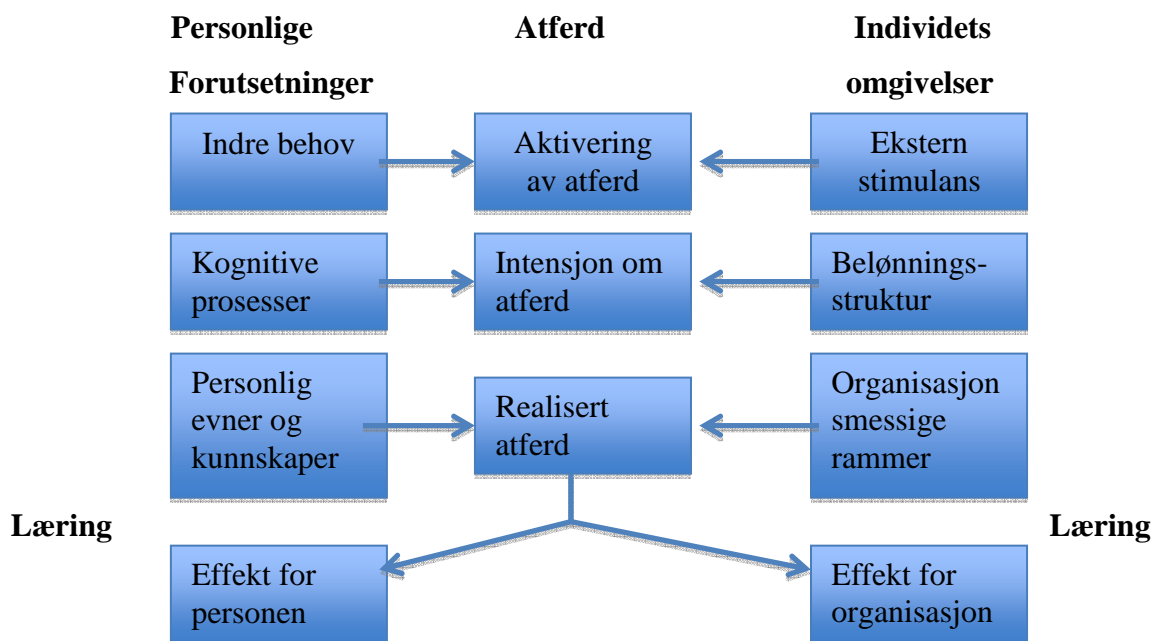 Personlige
Forutsetninger
Atferd
Individets
omgivelser
Indre behov
Aktivering
av atferd
Ekstern
stimulans
Kognitive
prosesser
Intensjon om
atferd
Belønnings-
struktur
Personlig
evner og
kunnskaper
Realisert
atferd
Organisasjon
smessige
rammer
Læring
Læring
Effekt for
personen
Effekt for
organisasjon